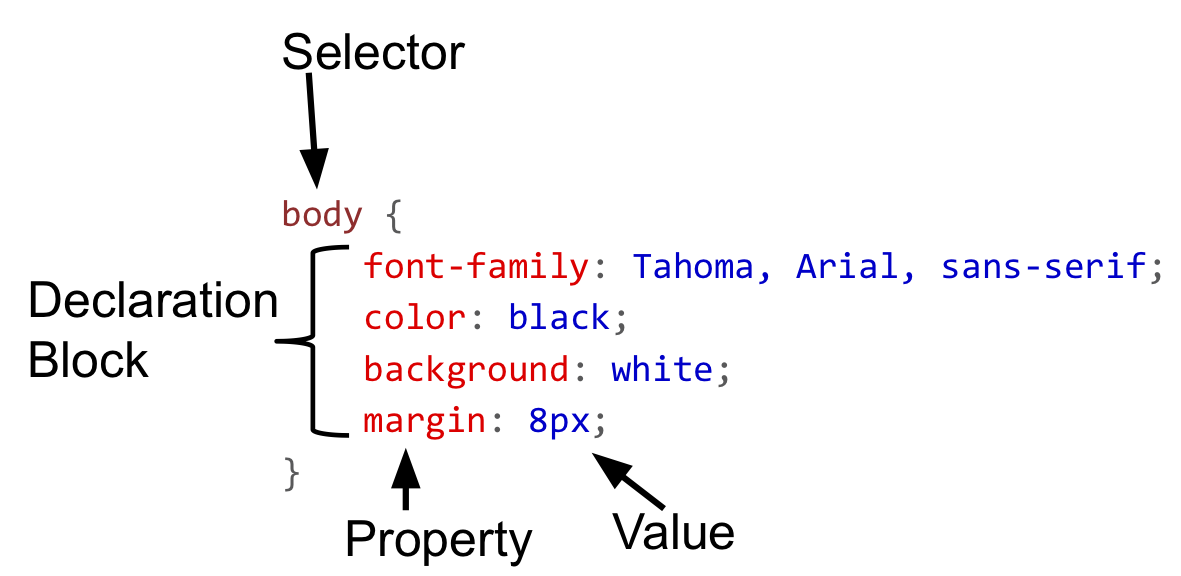 Selector
body {
font-family: Tahoma, Arial, sans-serif;
Declaration
Block
color: black;
background: white;
margin: 8px;
}
Property
Value